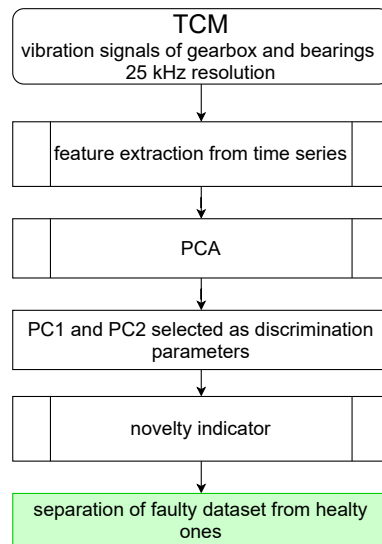 TCM
vibration signals of gearbox and bearings
25 kHz resolution
feature extraction from time series
PCA
PC1 and PC2 selected as discrimination
parameters
novelty indicator
separation of faulty dataset from healty
ones